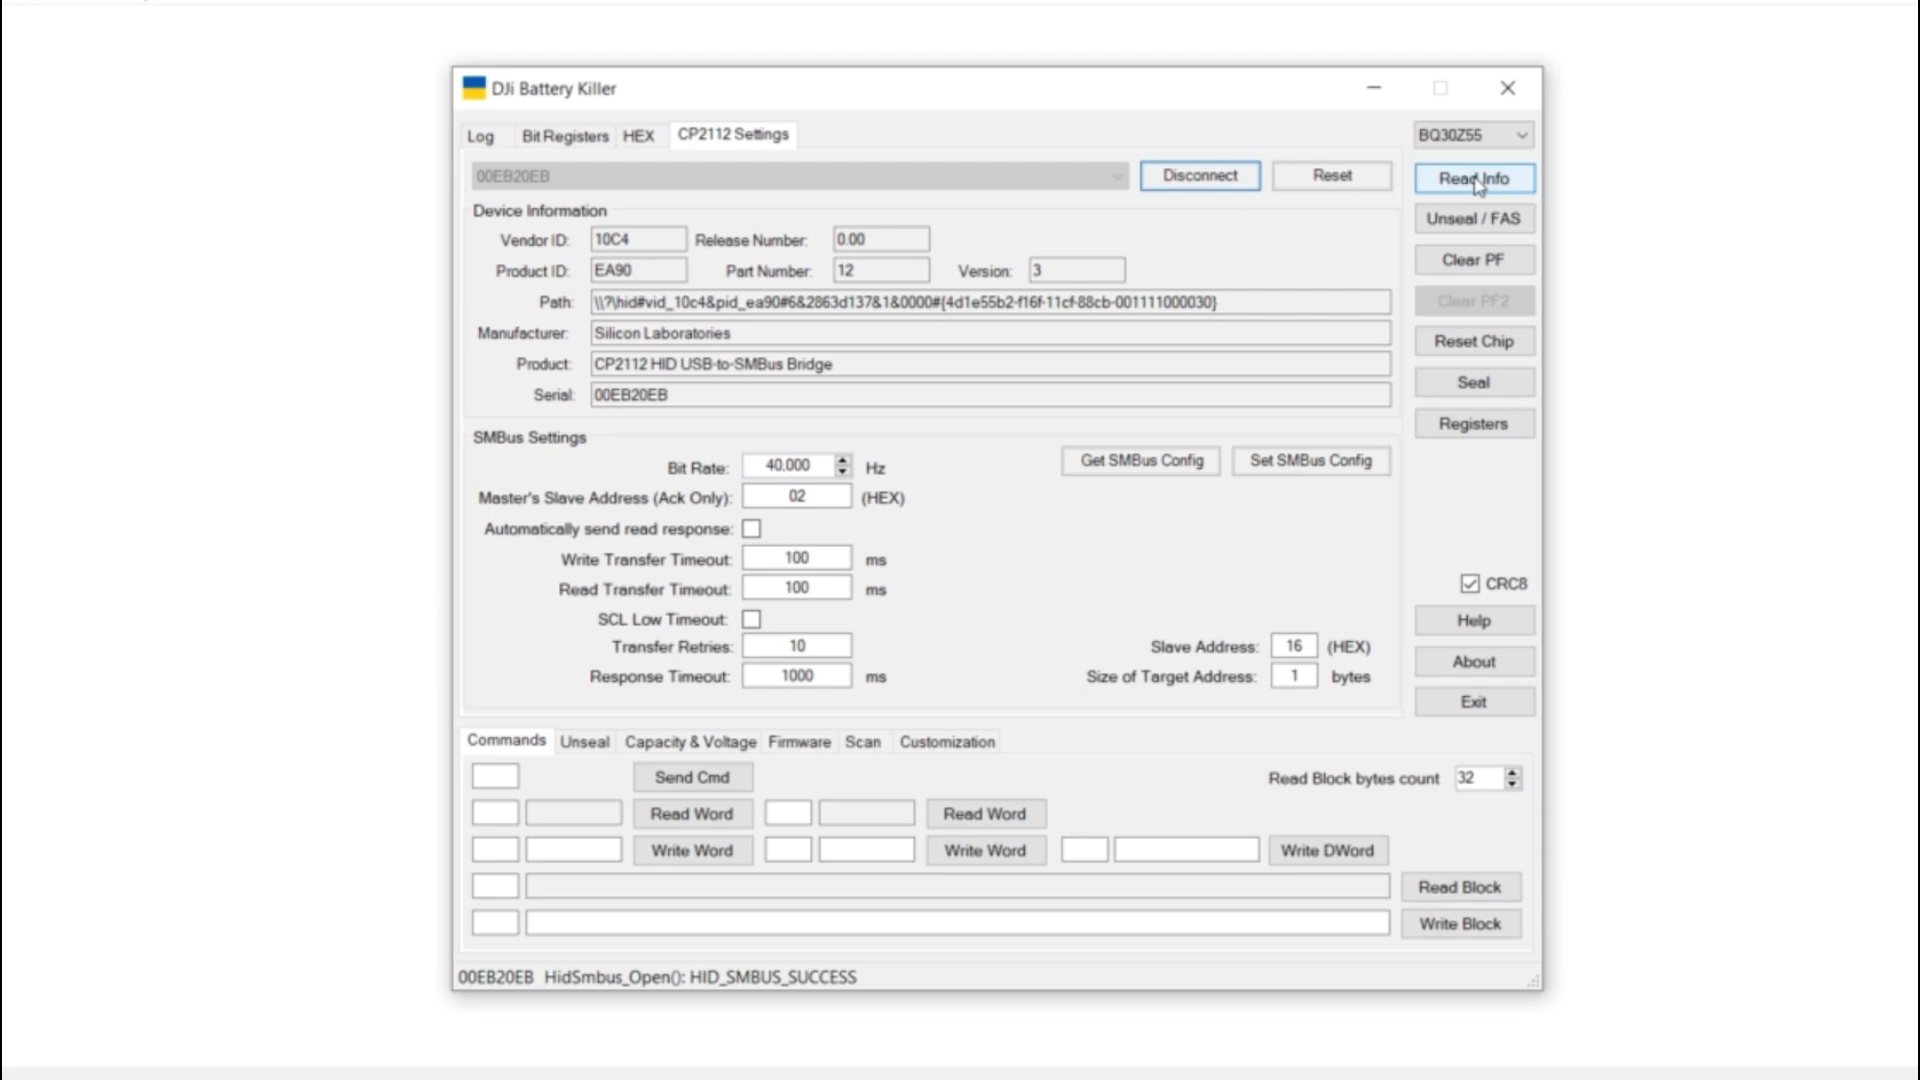 DJi Battery Killer
Log Bit Registers HEX CP2112 Settings BQ30Z55
00EB20EB Disconnect Reset Read Info
Device Information Unseal / FAS
Vendor ID: 10C4 Release Number: 0.00
Clear PF
Product ID: EA90 Part Number: 12 Version: 3
Path: \\?\hid#vid_10c4&pid_ea90#6&2863d137&1&0000#{4d1e55b2-f16f-11cf-88cb-001111000030} Clear PF2
Manufacturer: Silicon Laboratories Reset Chip
Product: CP2112 HID USB-to-SMBus Bridge Seal
Serial: 00EB20EB
Registers
SMBus Settings
Bit Rate: 40,000 Hz Get SMBus Config Set SMBus Config
Master's Slave Address (Ack Only): 02 (HEX)
Automatically send read response:
Write Transfer Timeout: 100 ms
Read Transfer Timeout: 100 ms CRC8
SCL Low Timeout: Help
Transfer Retries: 10 Slave Address: 16 (HEX)
About
Response Timeout: 1000 ms Size of Target Address: 1 bytes
Exit
Commands Unseal Capacity & Voltage Firmware Scan Customization
Send Cmd Read Block bytes count 32
Read Word Read Word
Write Word Write Word Write DWord
Read Block
Write Block
00EB20EB HidSmbus_Open(): HID_SMBUS_SUCCESS